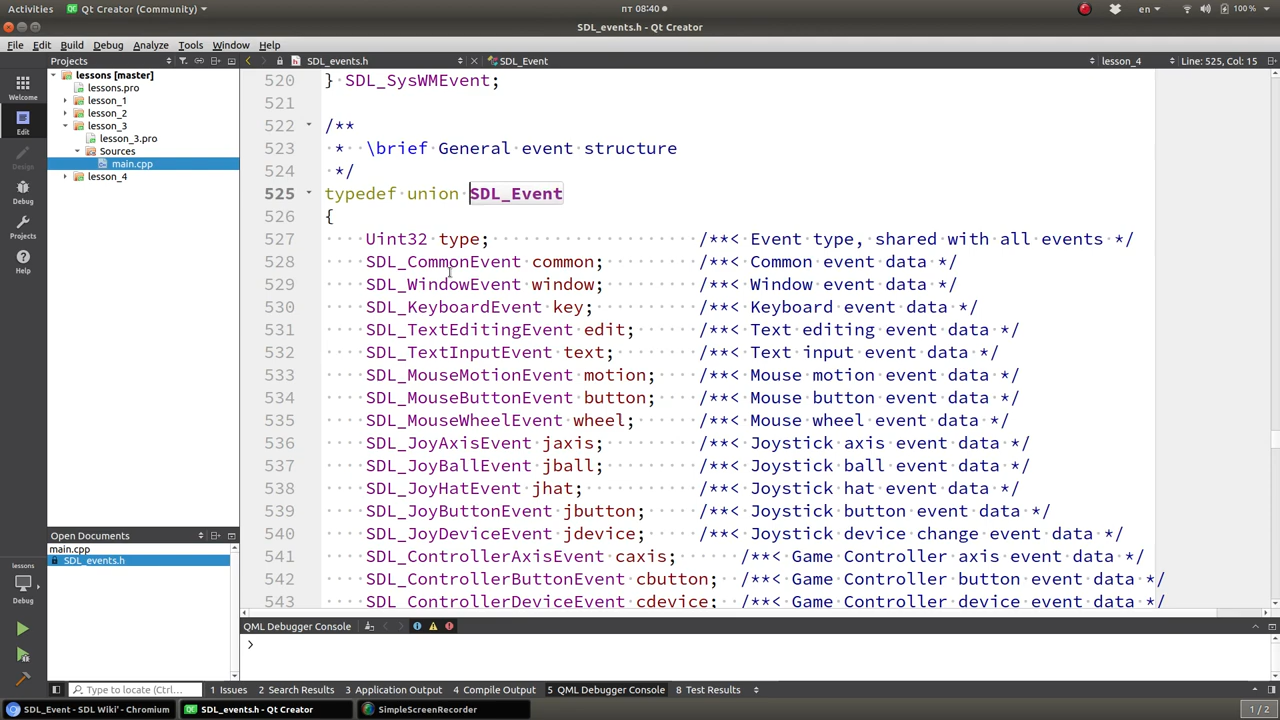 Activities Qt Creator (Community) пт 08:40 en 100 %
SDL_events.h - Qt Creator
File Edit Build Debug Analyze Tools Window Help
Projects SDL_events.h SDL_Event lesson_4 Line: 525, Col: 15
Welcome
Edit
Design
Debug
Projects
Help
lessons
Debug
lessons [master]
lessons.pro
lesson_1
lesson_2
lesson_3
lesson_3.pro
Sources
main.cpp
lesson_4
Open Documents
main.cpp
SDL_events.h
520 } SDL_SysWMEvent;
521
522 /**
523 * \brief General event structure
524 */
525 typedef union SDL_Event
526 {
527 Uint32 type; /**< Event type, shared with all events */
528 SDL_CommonEvent common; /**< Common event data */
529 SDL_WindowEvent window; /**< Window event data */
530 SDL_KeyboardEvent key; /**< Keyboard event data */
531 SDL_TextEditingEvent edit; /**< Text editing event data */
532 SDL_TextInputEvent text; /**< Text input event data */
533 SDL_MouseMotionEvent motion; /**< Mouse motion event data */
534 SDL_MouseButtonEvent button; /**< Mouse button event data */
535 SDL_MouseWheelEvent wheel; /**< Mouse wheel event data */
536 SDL_JoyAxisEvent jaxis; /**< Joystick axis event data */
537 SDL_JoyBallEvent jball; /**< Joystick ball event data */
538 SDL_JoyHatEvent jhat; /**< Joystick hat event data */
539 SDL_JoyButtonEvent jbutton; /**< Joystick button event data */
540 SDL_JoyDeviceEvent jdevice; /**< Joystick device change event data */
541 SDL_ControllerAxisEvent caxis; /**< Game Controller axis event data */
542 SDL_ControllerButtonEvent cbutton; /**< Game Controller button event data */
543 SDL_ControllerDeviceEvent cdevice; /**< Game Controller device event data */
QML Debugger Console
>
Type to locate (... 1 Issues 2 Search Results 3 Application Output 4 Compile Output 5 QML Debugger Console 8 Test Results
SDL_Event - SDL Wiki' - Chromium SDL_events.h - Qt Creator SimpleScreenRecorder 1 / 2